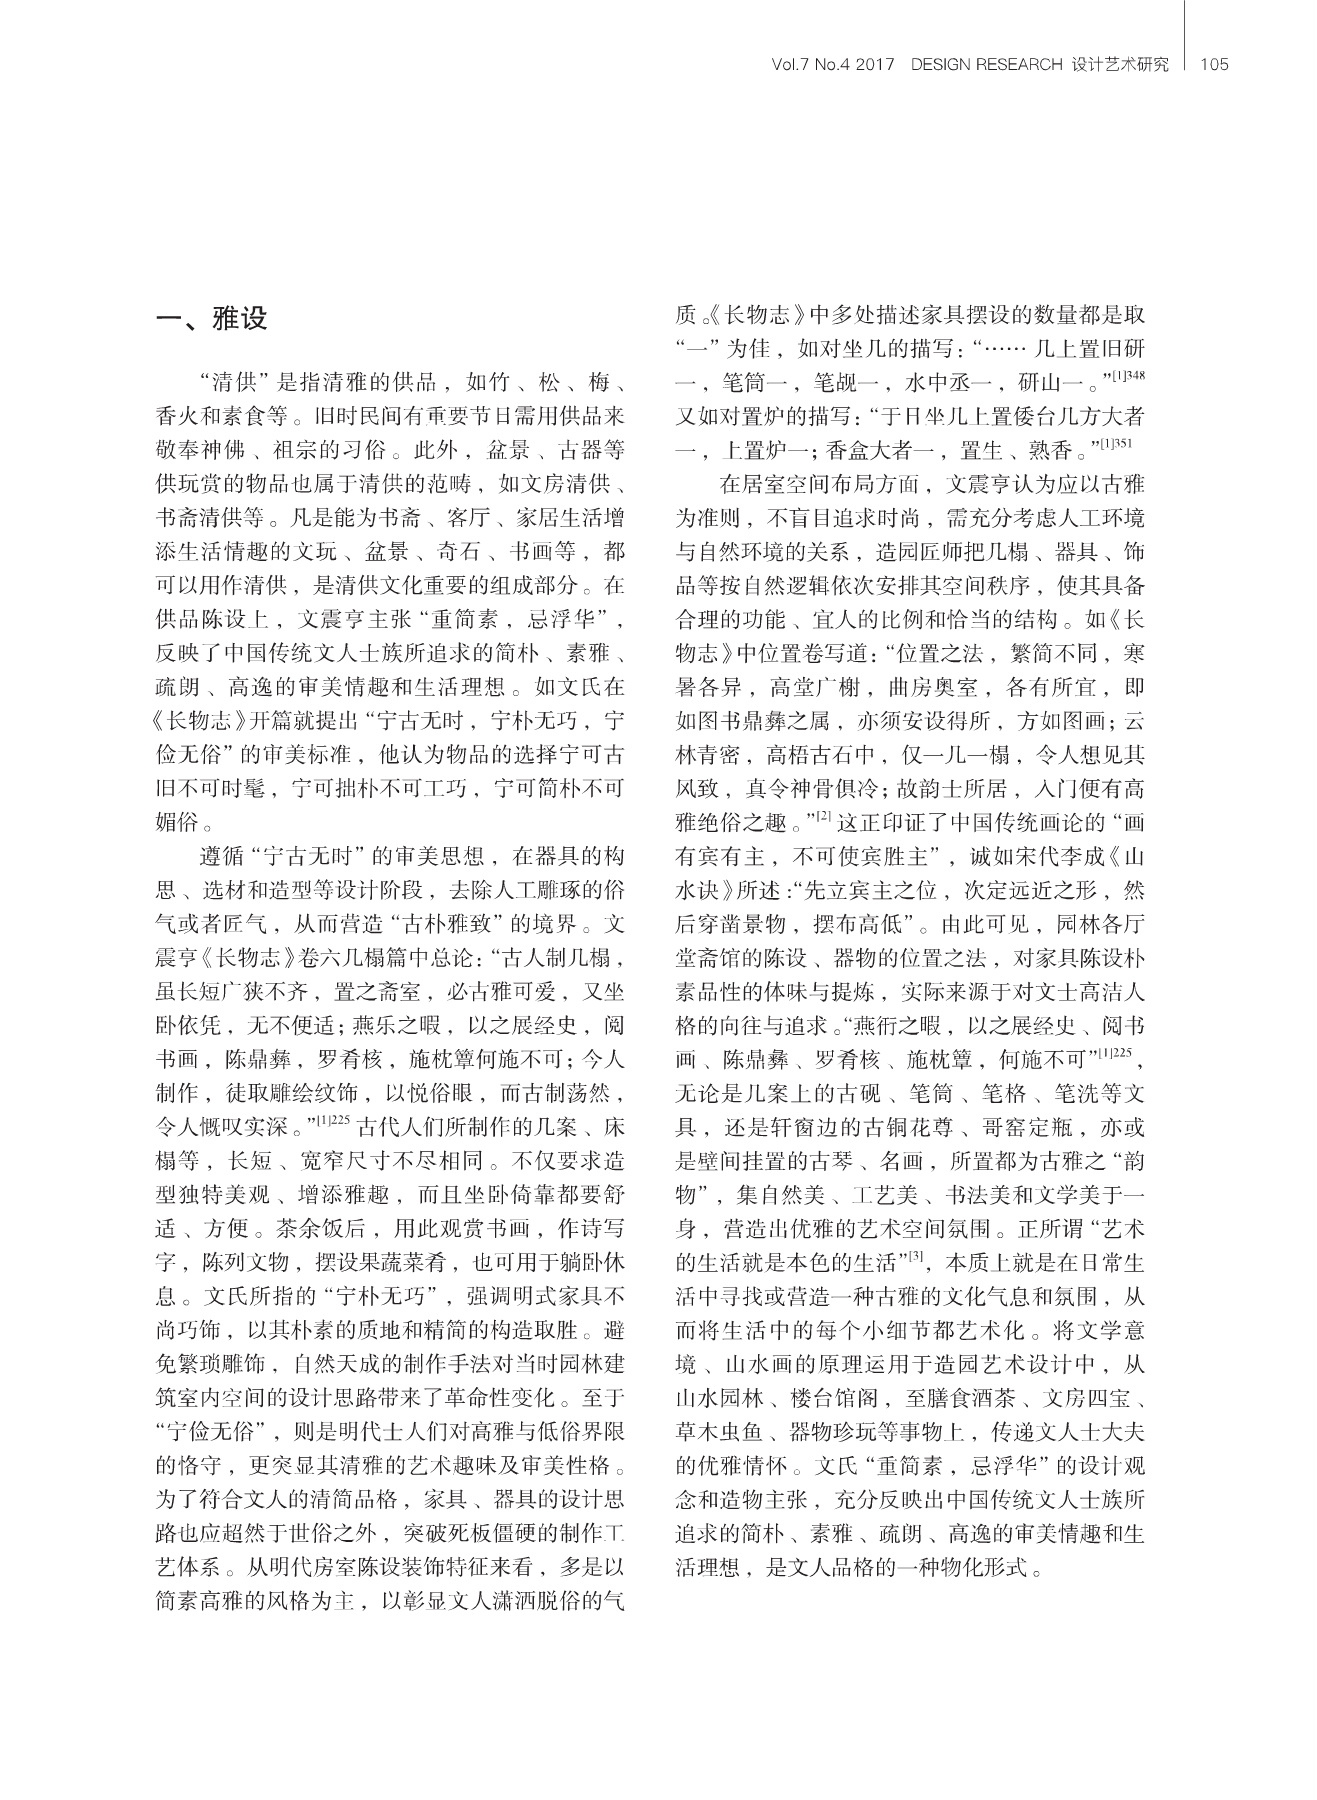 Vol.7 No.4 2017 DESIGN RESEARCH 设计艺术研究 105
一、雅设
“清供”是指清雅的供品，如竹、松、梅、
香火和素食等。旧时民间有重要节日需用供品来
敬奉神佛、祖宗的习俗。此外，盆景、古器等
供玩赏的物品也属于清供的范畴，如文房清供、
书斋清供等。凡是能为书斋、客厅、家居生活增
添生活情趣的文玩、盆景、奇石、书画等，都
可以用作清供，是清供文化重要的组成部分。在
供品陈设上，文震亨主张“重简素，忌浮华”，
反映了中国传统文人士族所追求的简朴、素雅、
疏朗、高逸的审美情趣和生活理想。如文氏在
《长物志》开篇就提出“宁古无时，宁朴无巧，宁
俭无俗”的审美标准，他认为物品的选择宁可古
旧不可时髦，宁可拙朴不可工巧，宁可简朴不可
媚俗。
遵循“宁古无时”的审美思想，在器具的构
思、选材和造型等设计阶段，去除人工雕琢的俗
气或者匠气，从而营造“古朴雅致”的境界。文
震亨《长物志》卷六几榻篇中总论：“古人制几榻，
虽长短广狭不齐，置之斋室，必古雅可爱，又坐
卧依凭，无不便适；燕乐之暇，以之展经史，阅
书画，陈鼎彝，罗肴核，施枕簟何施不可；今人
制作，徒取雕绘纹饰，以悦俗眼，而古制荡然，
令人慨叹实深。”[1]225 古代人们所制作的几案、床
榻等，长短、宽窄尺寸不尽相同。不仅要求造
型独特美观、增添雅趣，而且坐卧倚靠都要舒
适、方便。茶余饭后，用此观赏书画，作诗写
字，陈列文物，摆设果蔬菜肴，也可用于躺卧休
息。文氏所指的“宁朴无巧”，强调明式家具不
尚巧饰，以其朴素的质地和精简的构造取胜。避
免繁琐雕饰，自然天成的制作手法对当时园林建
筑室内空间的设计思路带来了革命性变化。至于
“宁俭无俗”，则是明代士人们对高雅与低俗界限
的恪守，更突显其清雅的艺术趣味及审美性格。
为了符合文人的清简品格，家具、器具的设计思
路也应超然于世俗之外，突破死板僵硬的制作工
艺体系。从明代房室陈设装饰特征来看，多是以
简素高雅的风格为主，以彰显文人潇洒脱俗的气
质。《长物志》中多处描述家具摆设的数量都是取
“一”为佳，如对坐几的描写：“……几上置旧研
一，笔筒一，笔觇一，水中丞一，研山一。”[1]348
又如对置炉的描写：“于日坐几上置倭台几方大者
一，上置炉一；香盒大者一，置生、熟香。”[1]351
在居室空间布局方面，文震亨认为应以古雅
为准则，不盲目追求时尚，需充分考虑人工环境
与自然环境的关系，造园匠师把几榻、器具、饰
品等按自然逻辑依次安排其空间秩序，使其具备
合理的功能、宜人的比例和恰当的结构。如《长
物志》中位置卷写道：“位置之法，繁简不同，寒
暑各异，高堂广榭，曲房奥室，各有所宜，即
如图书鼎彝之属，亦须安设得所，方如图画；云
林青密，高梧古石中，仅一几一榻，令人想见其
风致，真令神骨俱冷；故韵士所居，入门便有高
雅绝俗之趣。”[2] 这正印证了中国传统画论的“画
有宾有主，不可使宾胜主”，诚如宋代李成《山
水诀》所述：“先立宾主之位，次定远近之形，然
后穿凿景物，摆布高低”。由此可见，园林各厅
堂斋馆的陈设、器物的位置之法，对家具陈设朴
素品性的体味与提炼，实际来源于对文士高洁人
格的向往与追求。“燕衎之暇，以之展经史、阅书
画、陈鼎彝、罗肴核、施枕簟，何施不可”[1]225，
无论是几案上的古砚、笔筒、笔格、笔洗等文
具，还是轩窗边的古铜花尊、哥窑定瓶，亦或
是壁间挂置的古琴、名画，所置都为古雅之“韵
物”，集自然美、工艺美、书法美和文学美于一
身，营造出优雅的艺术空间氛围。正所谓“艺术
的生活就是本色的生活”[3]，本质上就是在日常生
活中寻找或营造一种古雅的文化气息和氛围，从
而将生活中的每个小细节都艺术化。将文学意
境、山水画的原理运用于造园艺术设计中，从
山水园林、楼台馆阁，至膳食酒茶、文房四宝、
草木虫鱼、器物珍玩等事物上，传递文人士大夫
的优雅情怀。文氏“重简素，忌浮华”的设计观
念和造物主张，充分反映出中国传统文人士族所
追求的简朴、素雅、疏朗、高逸的审美情趣和生
活理想，是文人品格的一种物化形式。